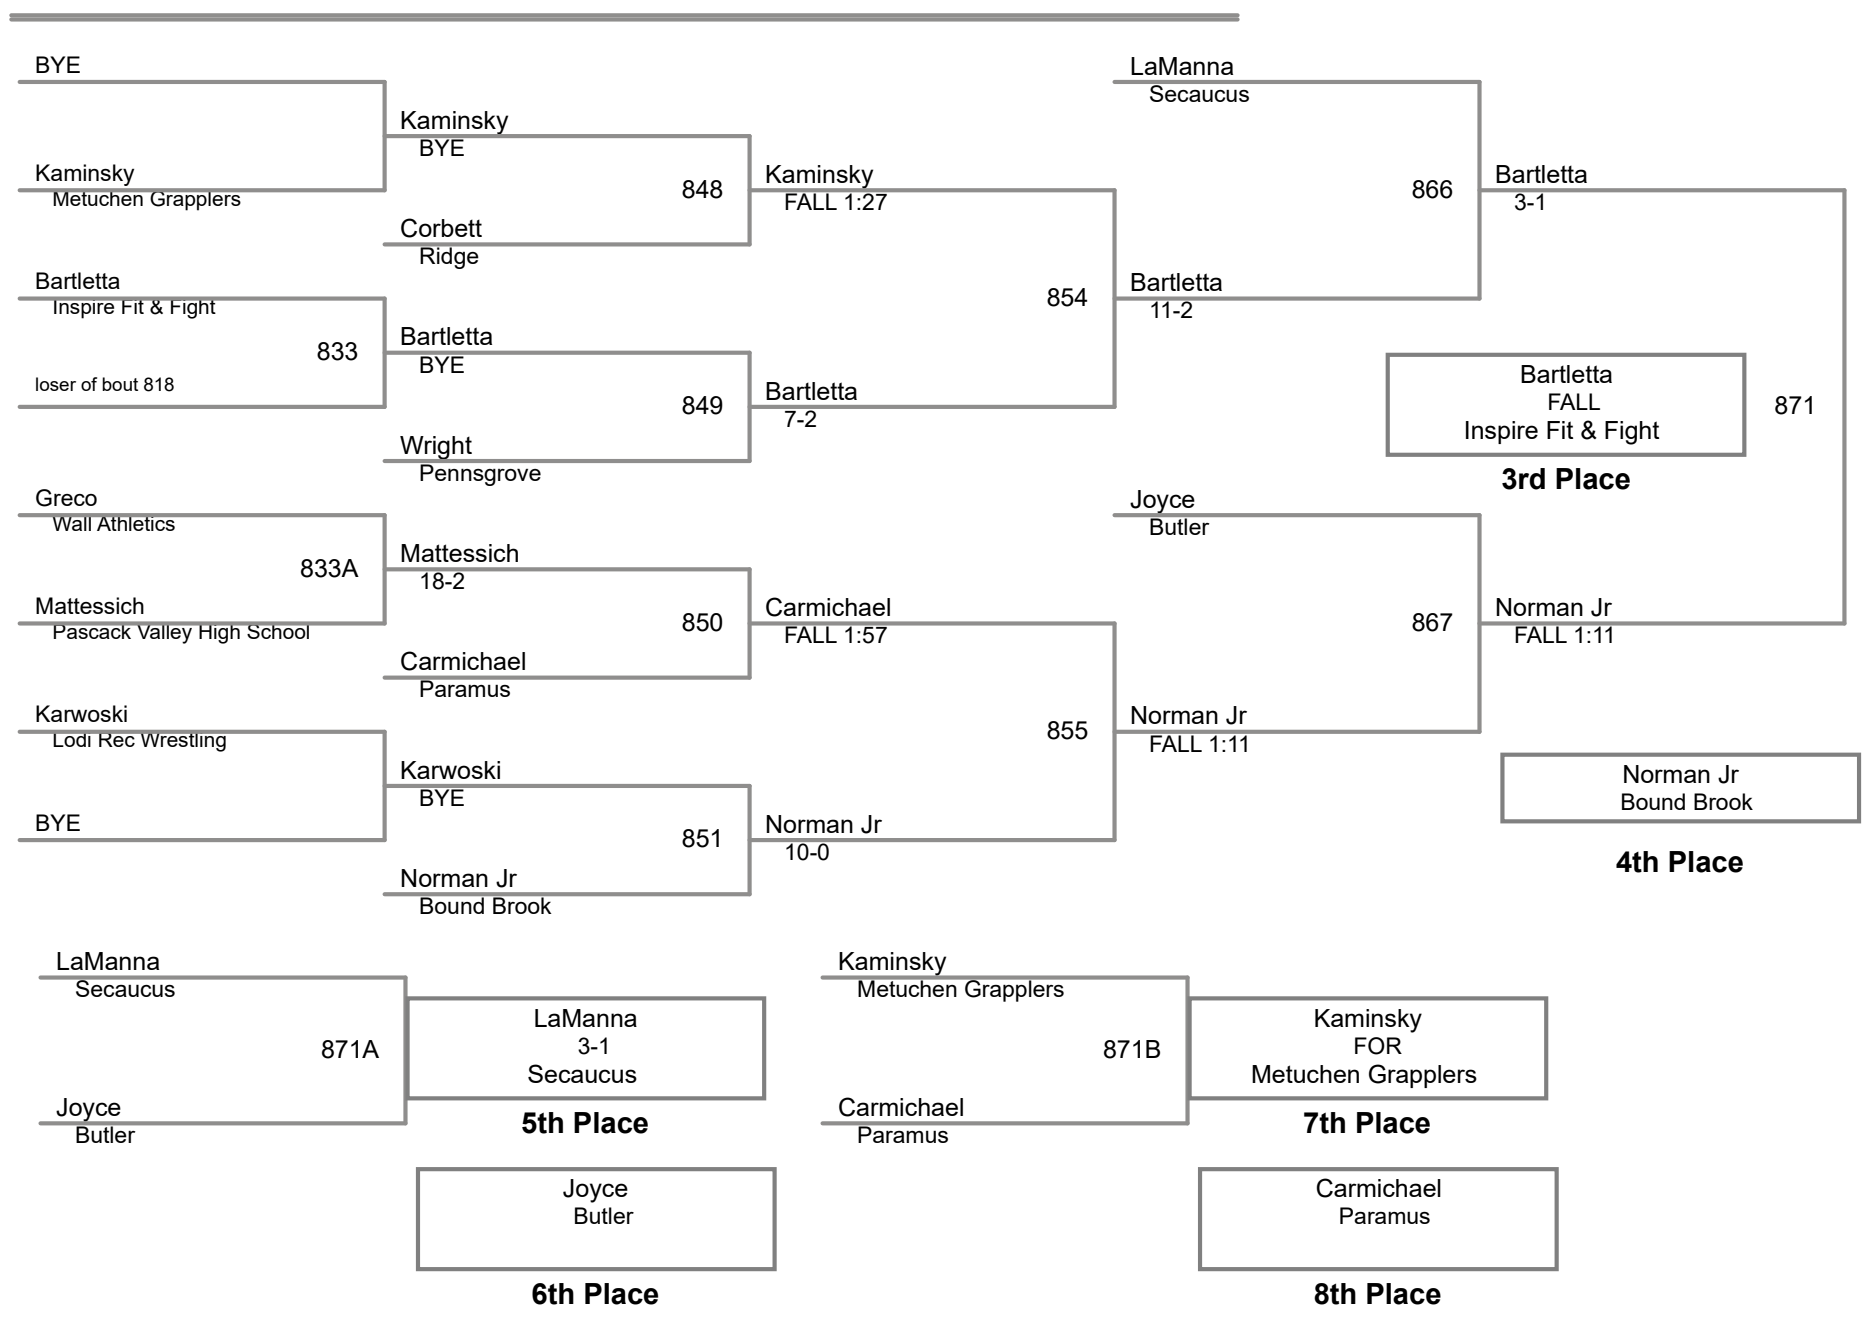 BYE
Kaminsky
Metuchen Grapplers
Bartletta
Inspire Fit & Fight
833
loser of bout 818
Greco
Wall Athletics
833A
Mattessich
Pascack Valley High School
Karwoski
Lodi Rec Wrestling
BYE
Kaminsky
BYE
848
Corbett
Ridge
Bartletta
BYE
849
Wright
Pennsgrove
Mattessich
18-2
850
Carmichael
Paramus
Karwoski
BYE
851
Norman Jr
Bound Brook
Kaminsky
FALL 1:27
854
Bartletta
7-2
Carmichael
FALL 1:57
855
Norman Jr
10-0
LaManna
Secaucus
866
Bartletta
11-2
Joyce
Butler
867
Norman Jr
FALL 1:11
Bartletta
3-1
871
Norman Jr
FALL 1:11
Bartletta
FALL
Inspire Fit & Fight
3rd Place
Norman Jr
Bound Brook
4th Place
LaManna
Secaucus
871A
Joyce
Butler
LaManna
3-1
Secaucus
5th Place
Joyce
Butler
6th Place
Kaminsky
Metuchen Grapplers
871B
Carmichael
Paramus
Kaminsky
FOR
Metuchen Grapplers
7th Place
Carmichael
Paramus
8th Place